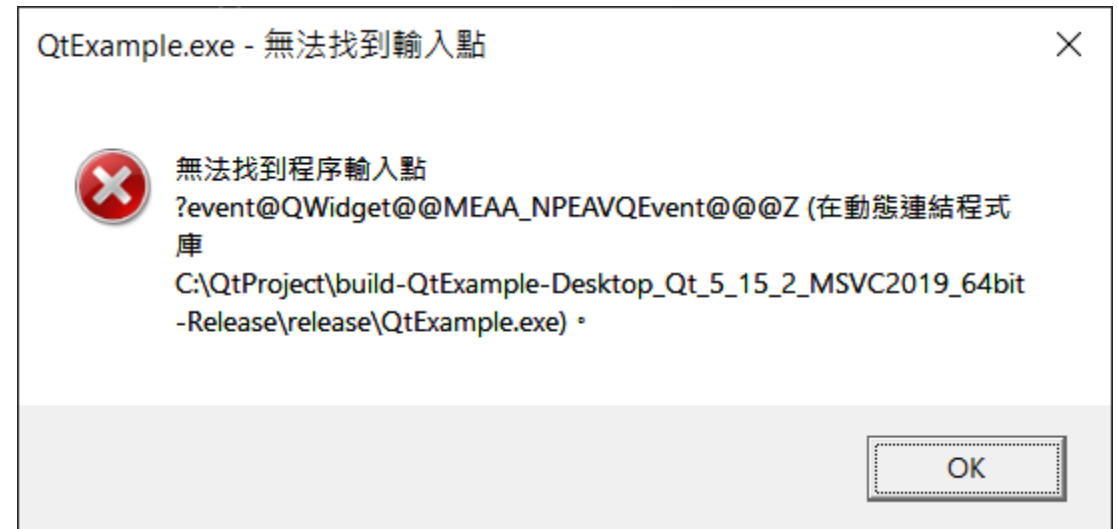 QtExample.exe - 無法找到輸入點
無法找到程序輸入點
?event@QWidget@@MEAA_NPEAVQEvent@@@Z (在動態連結程式
庫
C:\QtProject\build-QtExample-Desktop_Qt_5_15_2_MSVC2019_64bit
-Release\release\QtExample.exe)。
OK